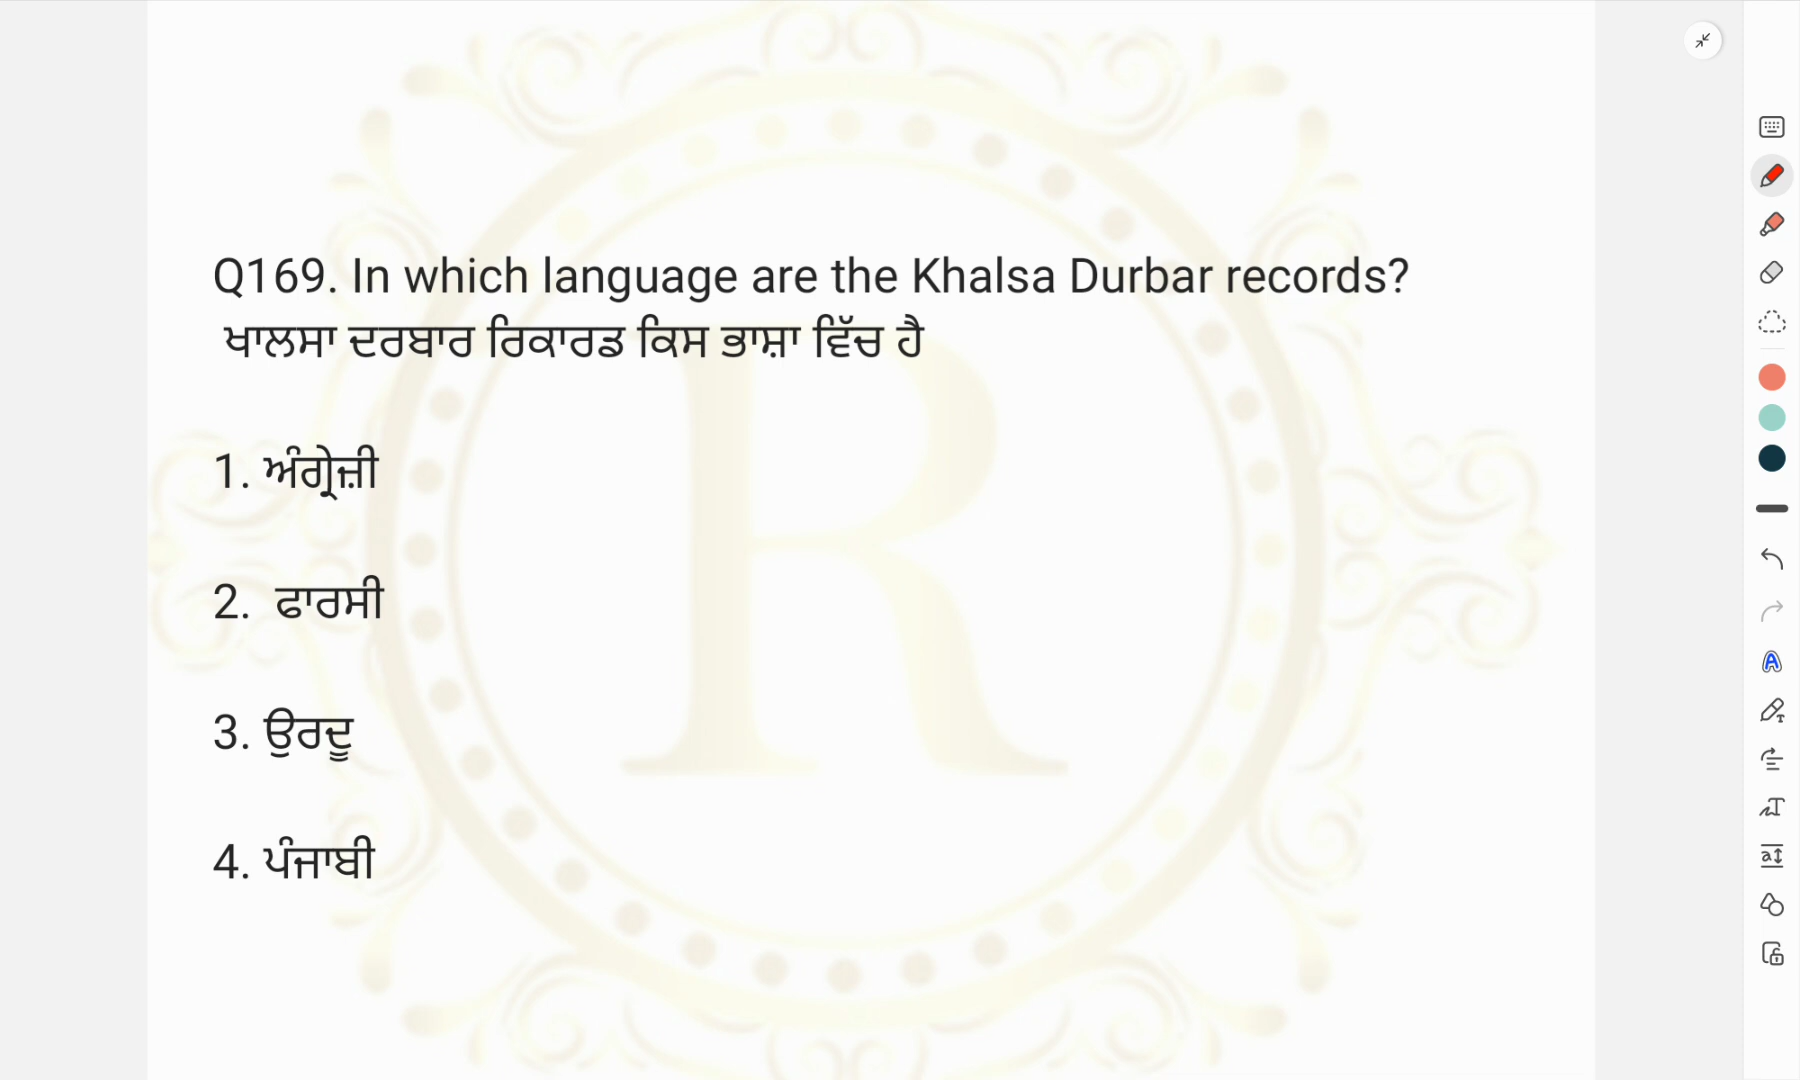 Q169. In which language are the Khalsa Durbar records?
ਖਾਲਸਾ ਦਰਬਾਰ ਰਿਕਾਰਡ ਕਿਸ ਭਾਸ਼ਾ ਵਿੱਚ ਹੈ
1. ਅੰਗ੍ਰੇਜ਼ੀ
2. ਫਾਰਸੀ
3. ਉਰਦੂ
4. ਪੰਜਾਬੀ
R